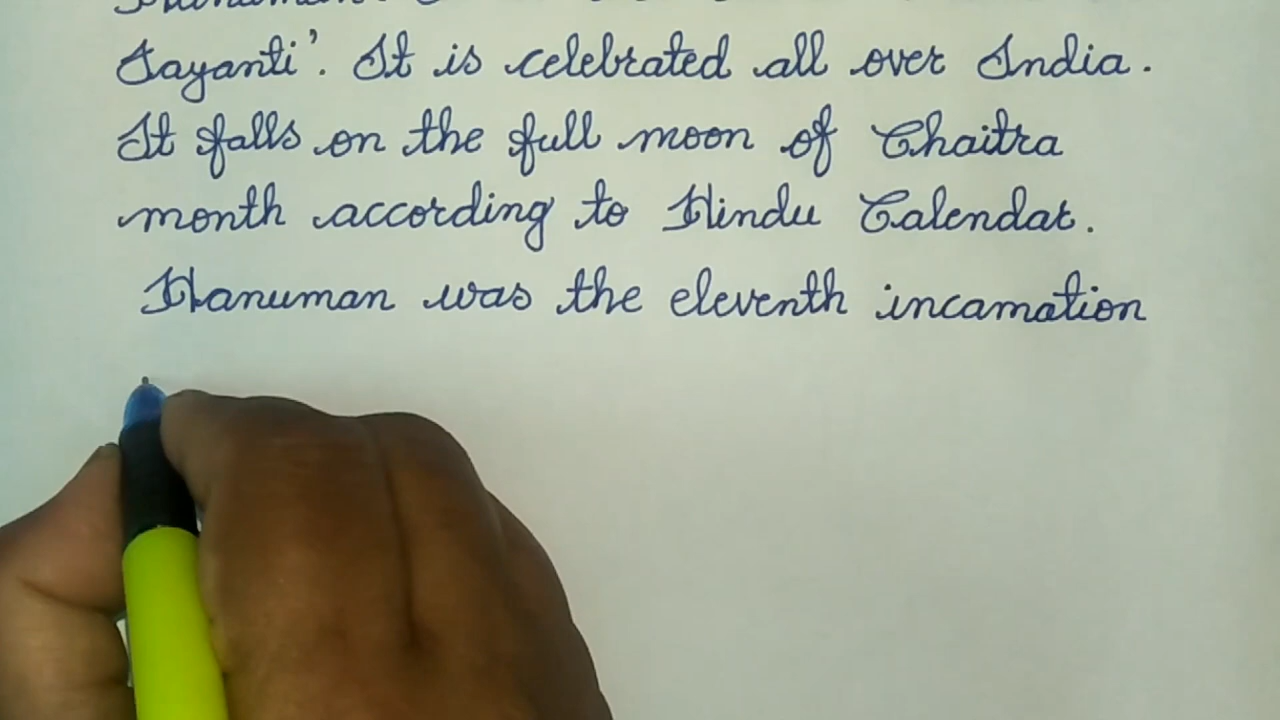 Jayanti'. It is celebrated all over India.
It falls on the full moon of Chaitra
month according to Hindu Calendar.
Hanuman was the eleventh incamation